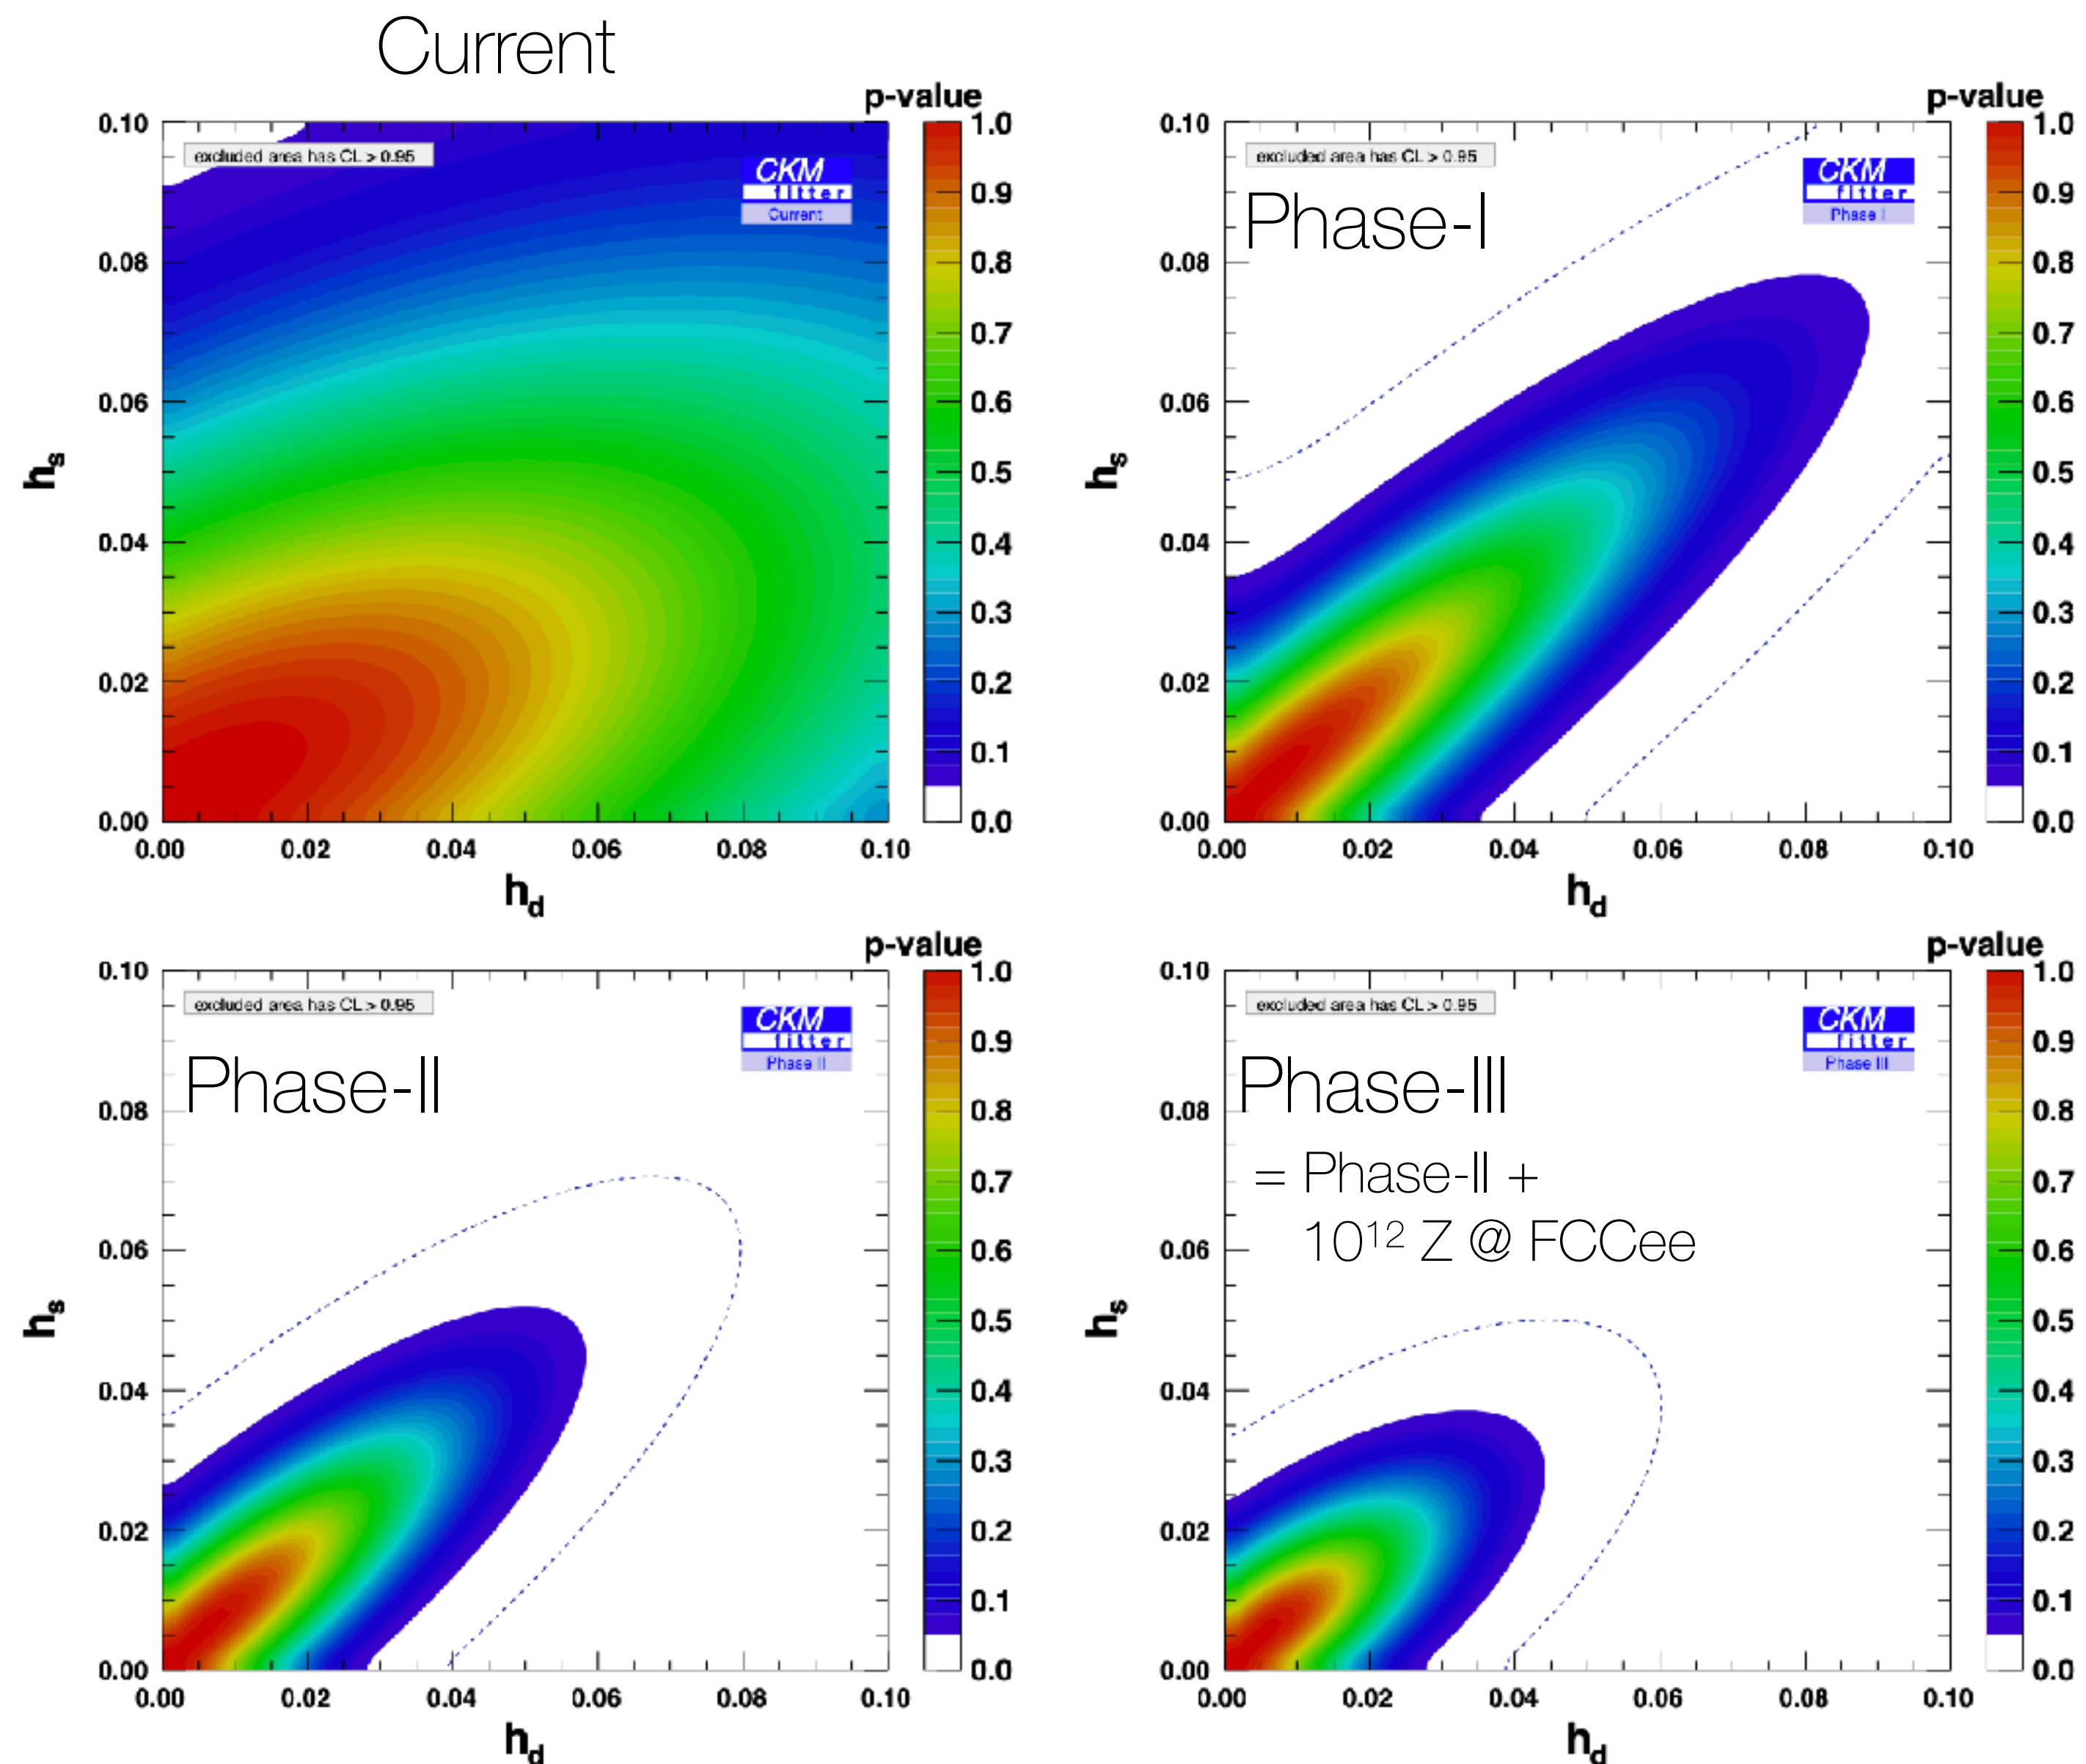 Current
p-value
0.10
0.08
0.06
0.04
0.02
0.00
h_s
excluded area has CL > 0.95
CKM
fitter
Current
1.0
0.9
0.8
0.7
0.6
0.5
0.4
0.3
0.2
0.1
0.0
0.00 0.02 0.04 0.06 0.08 0.10
h_d
p-value
0.10
0.08
0.06
0.04
0.02
0.00
h_s
excluded area has CL > 0.95
Phase-I
CKM
fitter
Phase I
1.0
0.9
0.8
0.7
0.6
0.5
0.4
0.3
0.2
0.1
0.0
0.00 0.02 0.04 0.06 0.08 0.10
h_d
p-value
0.10
0.08
0.06
0.04
0.02
0.00
h_s
excluded area has CL > 0.95
Phase-II
CKM
fitter
Phase II
1.0
0.9
0.8
0.7
0.6
0.5
0.4
0.3
0.2
0.1
0.0
0.00 0.02 0.04 0.06 0.08 0.10
h_d
p-value
0.10
0.08
0.06
0.04
0.02
0.00
h_s
excluded area has CL > 0.95
Phase-III
= Phase-II +
10¹² Z @ FCCee
CKM
fitter
Phase III
1.0
0.9
0.8
0.7
0.6
0.5
0.4
0.3
0.2
0.1
0.0
0.00 0.02 0.04 0.06 0.08 0.10
h_d